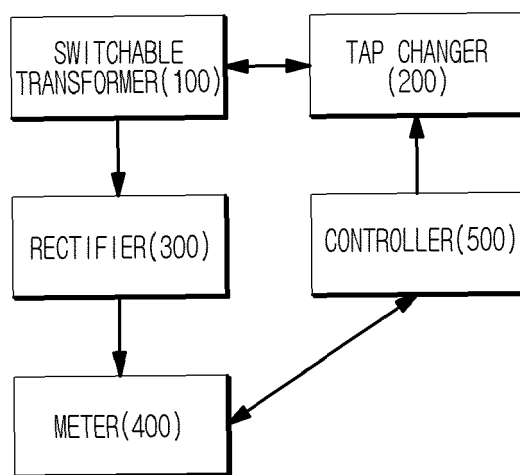 SWITCHABLE
TRANSFORMER(100)
TAP CHANGER
(200)
RECTIFIER(300)
CONTROLLER(500)
METER(400)